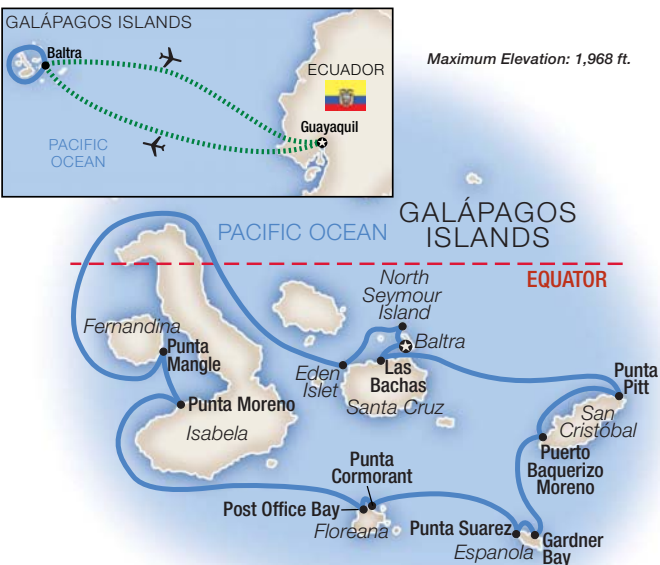 GALÁPAGOS ISLANDS
Baltra
ECUADOR
Guayaquil
PACIFIC
OCEAN
Maximum Elevation: 1,968 ft.
PACIFIC OCEAN
GALÁPAGOS
ISLANDS
EQUATOR
North
Seymour
Island
Baltra
Fernandina
Punta
Mangle
Eden
Islet
Las
Bachas
Santa Cruz
Punta
Pitt
San
Cristóbal
Punta Moreno
Isabela
Puerto
Baquerizo
Moreno
Punta
Cormorant
Post Office Bay
Floreana
Punta Suarez
Espanola
Gardner
Bay